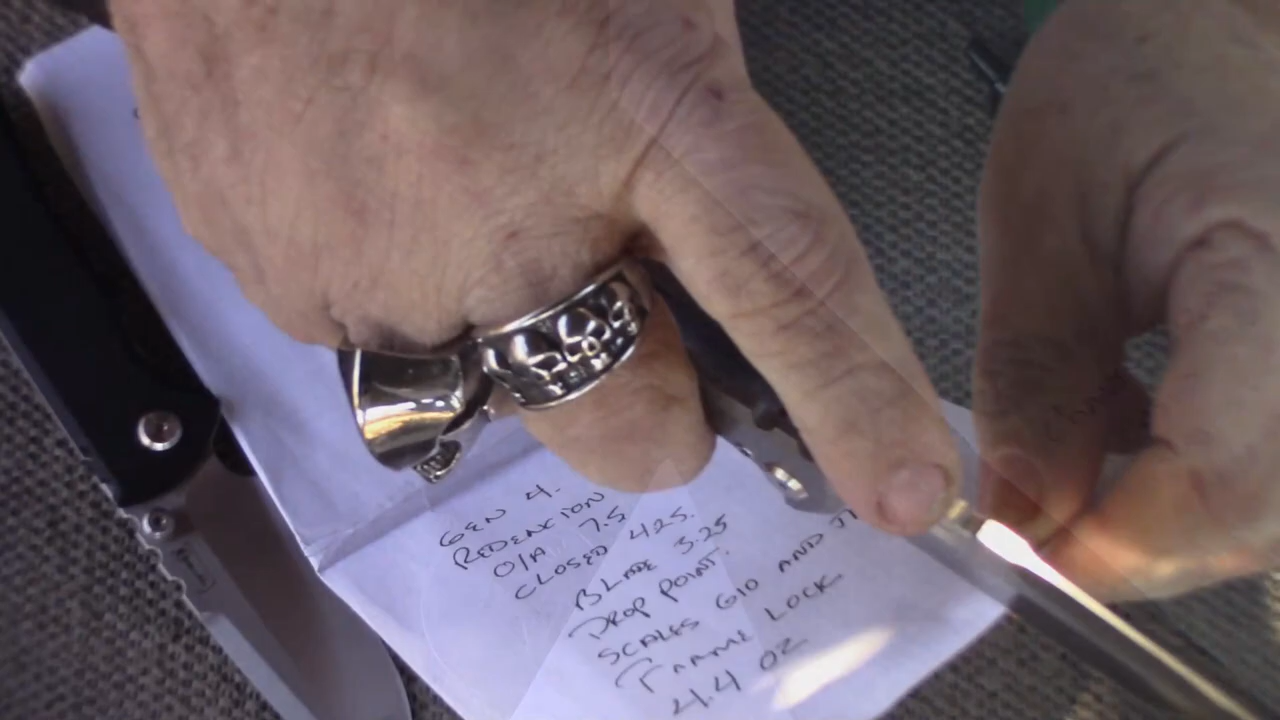 GEN 4.
REDENXION
O/A 7.5
CLOSED 4.25.
BLADE 3.25
DROP POINT.
SCALES G10 AND
FRAME LOCK
4.4 OZ